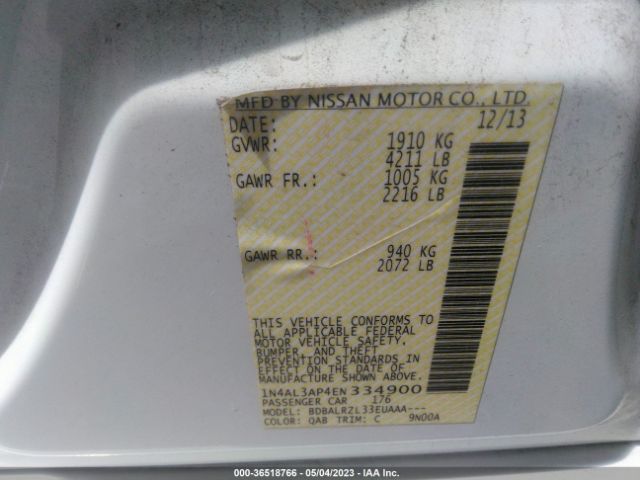 MFD BY NISSAN MOTOR CO., LTD.
DATE: 12/13
GVWR: 1910 KG
4211 LB
GAWR FR.: 1005 KG
2216 LB
GAWR RR.: 940 KG
2072 LB
THIS VEHICLE CONFORMS TO
ALL APPLICABLE FEDERAL
MOTOR VEHICLE SAFETY,
BUMPER, AND THEFT
PREVENTION STANDARDS IN
EFFECT ON THE DATE OF
MANUFACTURE SHOWN ABOVE.
1N4AL3AP4EN334900
PASSENGER CAR 176
MODEL: BDBALRZL33EUAAA---
COLOR: QAB TRIM: C 9N00A
000-36518766 - 05/04/2023 - IAA Inc.